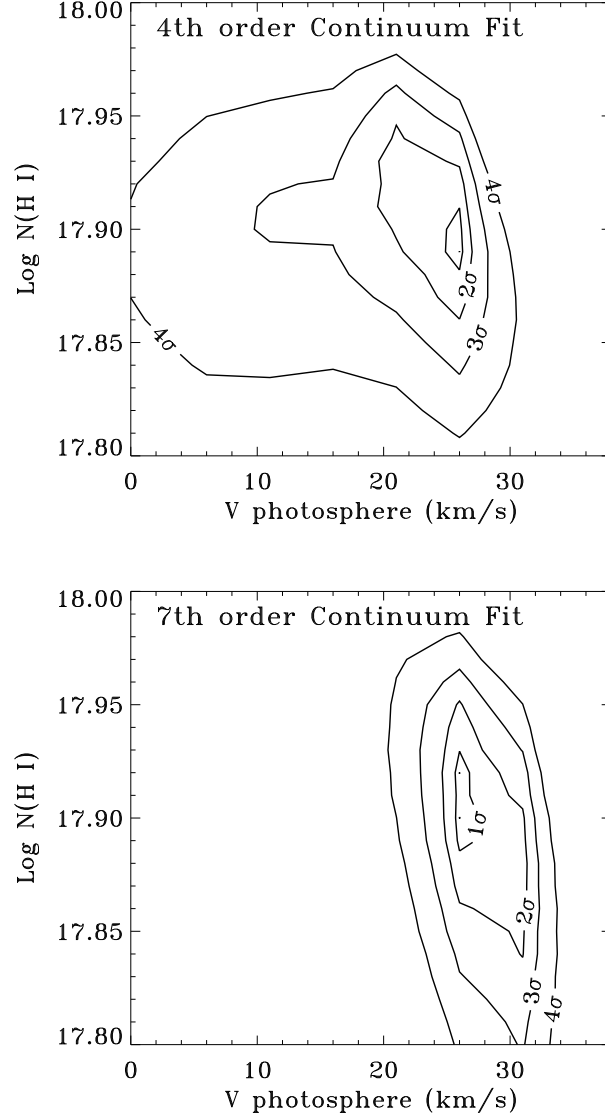 4th order Continuum Fit
18.00
17.95
17.90
17.85
17.80
Log N(H I)
4σ
2σ
3σ
4σ
0 10 20 30
V photosphere (km/s)
7th order Continuum Fit
18.00
17.95
17.90
17.85
17.80
Log N(H I)
1σ
2σ
3σ
4σ
0 10 20 30
V photosphere (km/s)